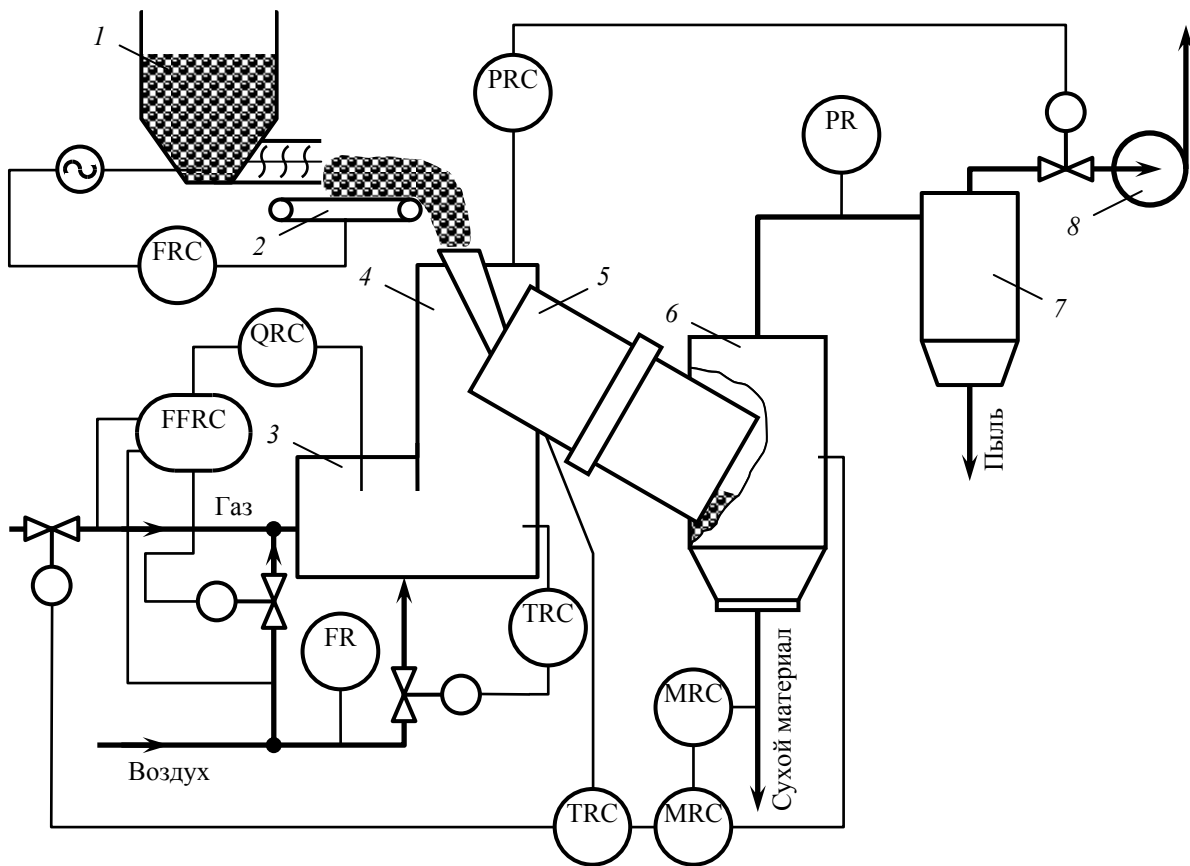 1
PRC
PR
2
8
FRC
4
5
6
7
QRC
FFRC
3
Пыль
Газ
FR
TRC
MRC
Сухой материал
Воздух
TRC
MRC